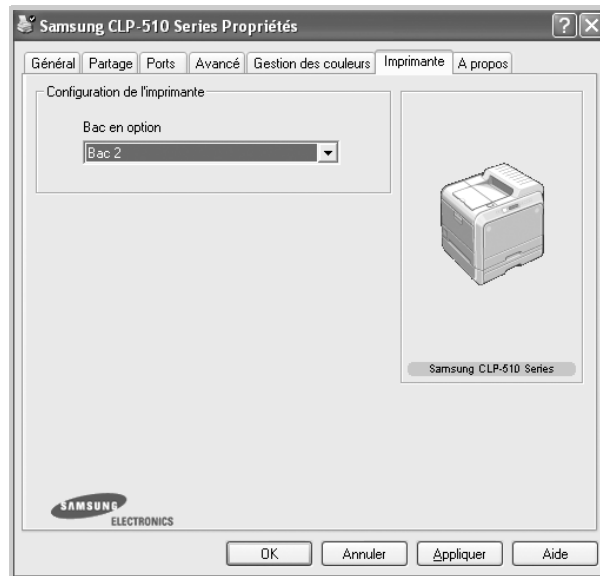 Samsung CLP-510 Series Propriétés
Général Partage Ports Avancé Gestion des couleurs Imprimante A propos
Configuration de l'imprimante
Bac en option
Bac 2
Samsung CLP-510 Series
SAMSUNG
ELECTRONICS
OK Annuler Appliquer Aide